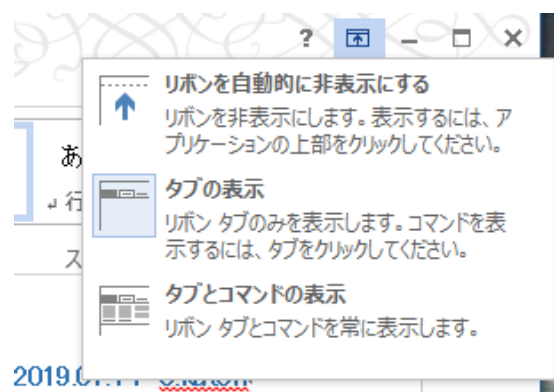 ?
リボンを自動的に非表示にする
リボンを非表示にします。表示するには、ア
プリケーションの上部をクリックしてください。
あ
タブの表示
↲ 行
リボン タブのみを表示します。コマンドを表
示するには、タブをクリックしてください。
ス
タブとコマンドの表示
リボン タブとコマンドを常に表示します。